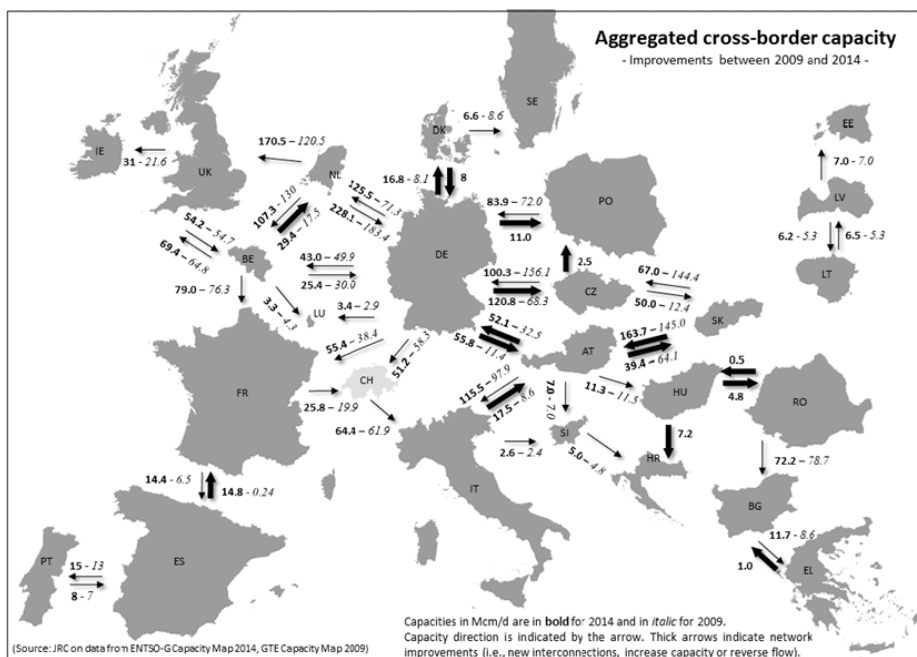 Aggregated cross-border capacity
- Improvements between 2009 and 2014 -
SE
6.6 - 8.6
DK
EE
IE
31 - 21.6
UK
170.5 – 120.5
NL
16.8 – 8.1
8
7.0 - 7.0
LV
125.5 – 71.3
228.1 – 183.4
83.9 – 72.0
PO
11.0
107.3 – 130
29.4 – 17.5
6.2 – 5.3
6.5 – 5.3
LT
54.2 – 54.7
69.4 – 64.8
BE
43.0 – 49.9
25.4 – 30.0
DE
100.3 – 156.1
120.8 – 68.3
2.5
CZ
67.0 – 144.4
50.0 – 12.4
79.0 – 76.3
3.3 – 4.3
LU
3.4 – 2.9
SK
52.1 – 32.5
55.8 – 11.4
163.7 – 145.0
39.4 – 64.1
AT
55.4 – 38.4
51.2 – 58.3
CH
FR
25.8 – 19.9
115.5 – 97.9
17.5 – 8.6
7.0 – 7.0
11.3 – 11.5
HU
0.5
4.8
RO
64.4 – 61.9
SI
2.6 – 2.4
5.0 – 4.8
7.2
HR
72.2 – 78.7
14.4 – 6.5
14.8 – 0.24
IT
BG
11.7 – 8.6
1.0
EL
PT
15 - 13
8 - 7
ES
Capacities in Mcm/d are in bold for 2014 and in italic for 2009.
Capacity direction is indicated by the arrow. Thick arrows indicate network
improvements (i.e., new interconnections, increase capacity or reverse flow).
(Source: JRC on data from ENTSO-G Capacity Map 2014, GTE Capacity Map 2009)